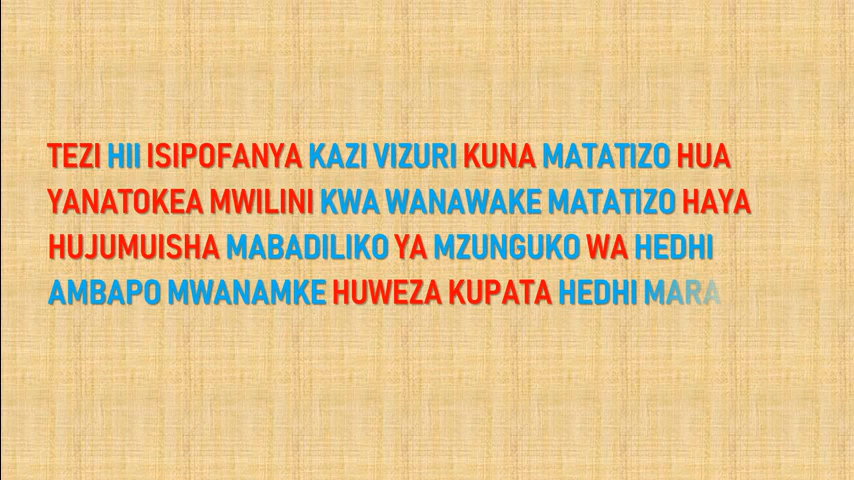 TEZI HII ISIPOFANYA KAZI VIZURI KUNA MATATIZO HUA
YANATOKEA MWILINI KWA WANAWAKE MATATIZO HAYA
HUJUMUISHA MABADILIKO YA MZUNGUKO WA HEDHI
AMBAPO MWANAMKE HUWEZA KUPATA HEDHI MARA